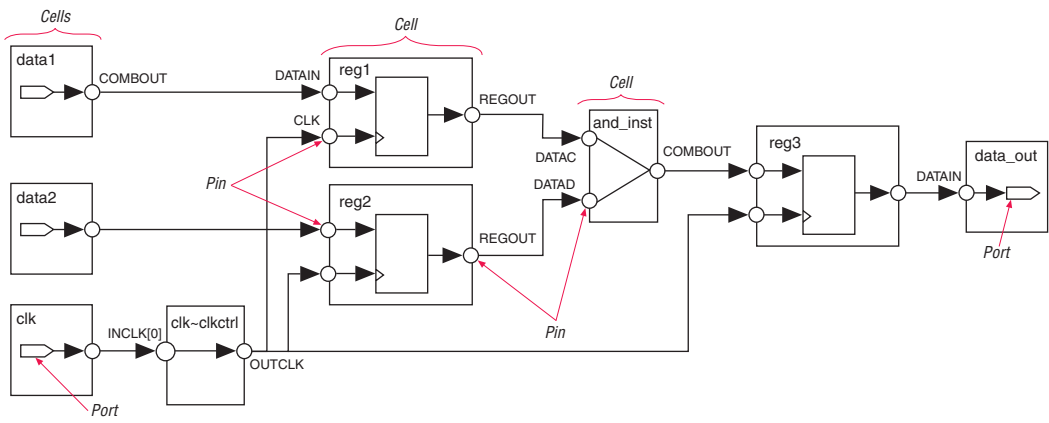 Cells
Cell
data1
COMBOUT
DATAIN
reg1
CLK
REGOUT
Cell
and_inst
DATAC
COMBOUT
reg3
data_out
DATAIN
Port
Pin
data2
reg2
DATAD
REGOUT
Pin
clk
INCLK[0]
clk~clkctrl
OUTCLK
Port